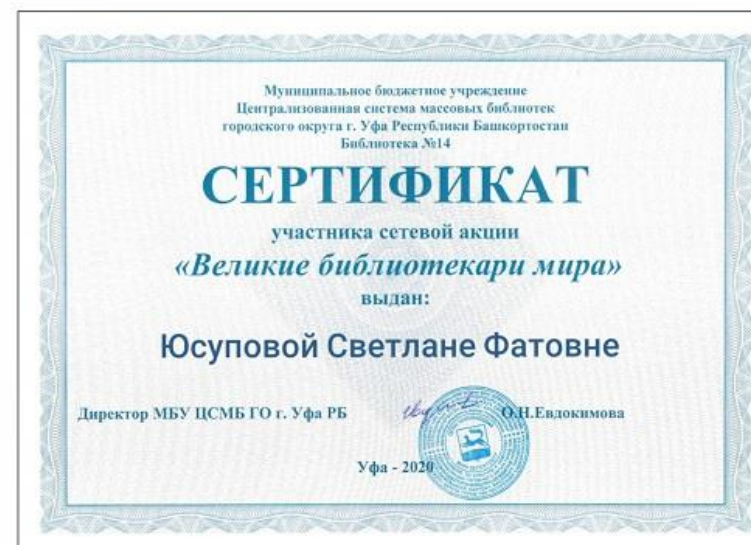 Муниципальное бюджетное учреждение
Централизованная система массовых библиотек
городского округа г. Уфа Республики Башкортостан
Библиотека №14
СЕРТИФИКАТ
участника сетевой акции
«Великие библиотекари мира»
выдан:
Юсуповой Светлане Фатовне
Директор МБУ ЦСМБ ГО г. Уфа РБ О.Н.Евдокимова
Уфа - 2020